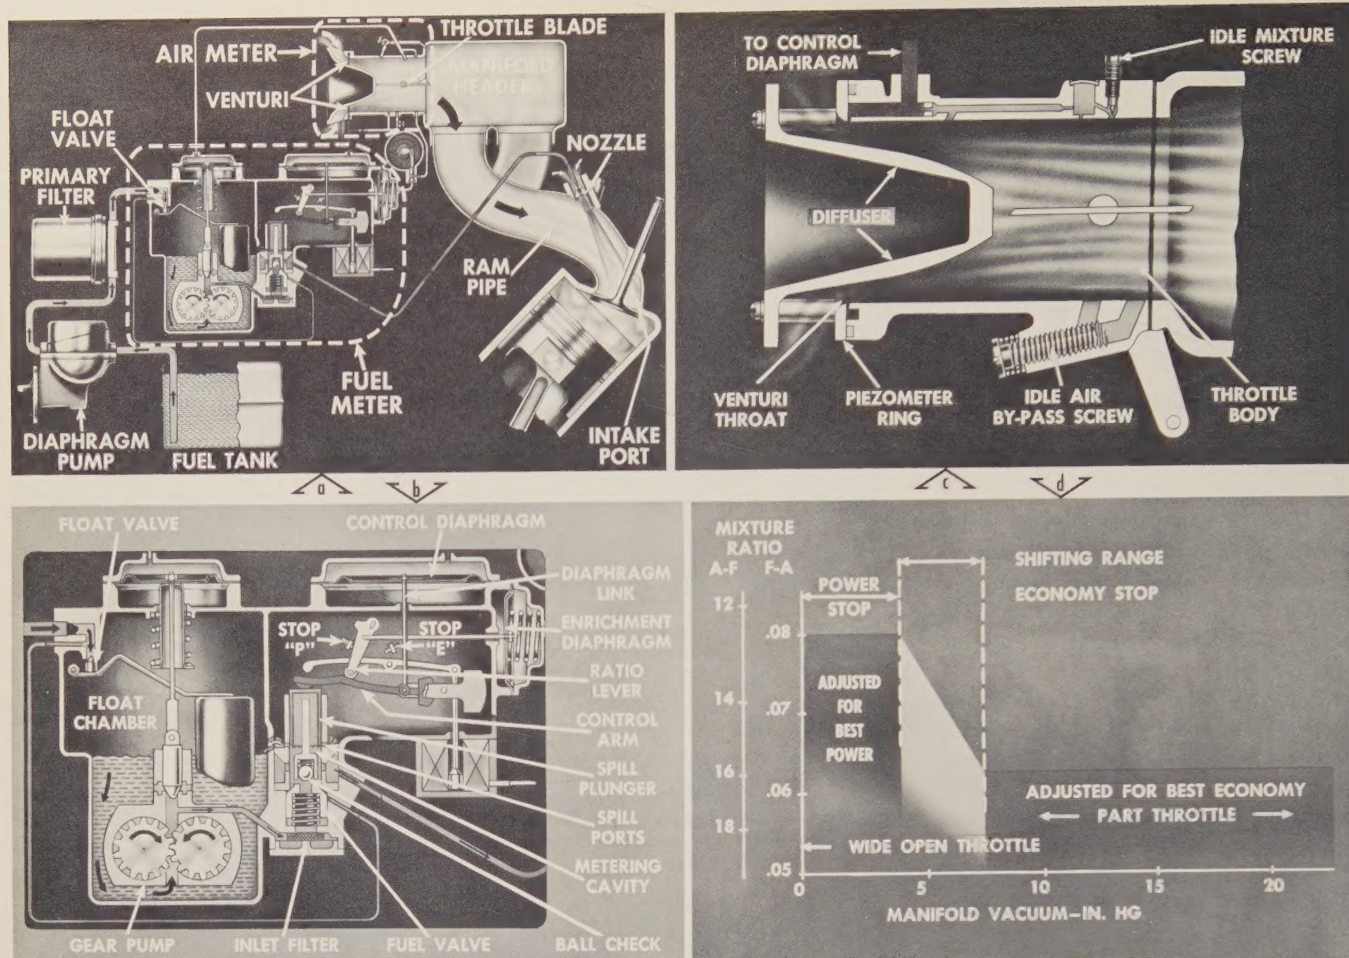 THROTTLE BLADE
AIR METER
MANIFOLD
HEADER
VENTURI
FLOAT
VALVE
NOZZLE
PRIMARY
FILTER
RAM
PIPE
FUEL
METER
DIAPHRAGM
PUMP
FUEL TANK
INTAKE
PORT
TO CONTROL
DIAPHRAGM
IDLE MIXTURE
SCREW
DIFFUSER
VENTURI
THROAT
PIEZOMETER
RING
IDLE AIR
BY-PASS SCREW
THROTTLE
BODY
a
b
c
d
FLOAT VALVE
CONTROL DIAPHRAGM
DIAPHRAGM
LINK
STOP
"P"
STOP
"E"
ENRICHMENT
DIAPHRAGM
RATIO
LEVER
FLOAT
CHAMBER
CONTROL
ARM
SPILL
PLUNGER
SPILL
PORTS
METERING
CAVITY
GEAR PUMP
INLET FILTER
FUEL VALVE
BALL CHECK
MIXTURE
RATIO
A-F F-A
POWER
STOP
SHIFTING RANGE
ECONOMY STOP
12
.08
14
.07
16
.06
18
.05
ADJUSTED
FOR
BEST
POWER
ADJUSTED FOR BEST ECONOMY
PART THROTTLE
WIDE OPEN THROTTLE
0 5 10 15 20
MANIFOLD VACUUM–IN. HG